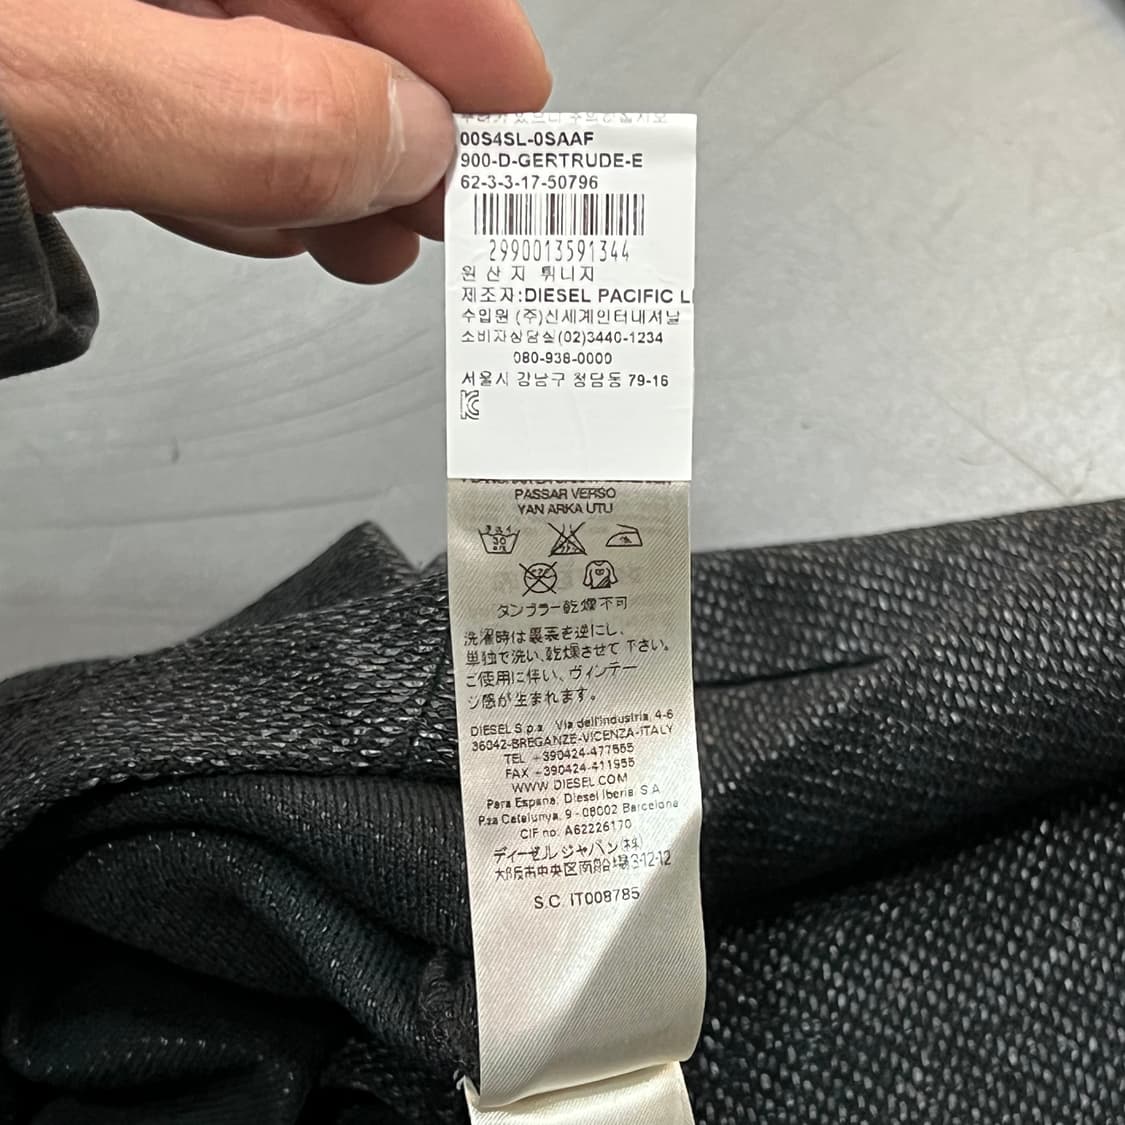 00S4SL-0SAAF
900-D-GERTRUDE-E
62-3-3-17-50796
2990013591344
원 산 지 튀니지
제조자:DIESEL PACIFIC L
수입원 (주)신세계인터내셔날
소비자상담실(02)3440-1234
080-938-0000
서울시 강남구 청담동 79-16
PASSAR VERSO
YAN ARKA UTU
タンブラー乾燥不可
洗濯時は裏表を逆にし、
単独で洗い、乾燥させて 下さい。
ご使用に伴い、ヴィンテー
ジ感が生まれます。
DIESEL S.p.a. Via dell'Industria, 4-6
36042-BREGANZE-VICENZA-ITALY
TEL +390424-477555
FAX +390424-411955
WWW DIESEL.COM
Para Espana: Diesel Iberia S A
P.za Catalunya, 9 - 08002 Barcelona
CIF no: A62226170
ディーゼル ジャパン(株)
大阪市中央区南船場3-12-12
S.C. IT008785